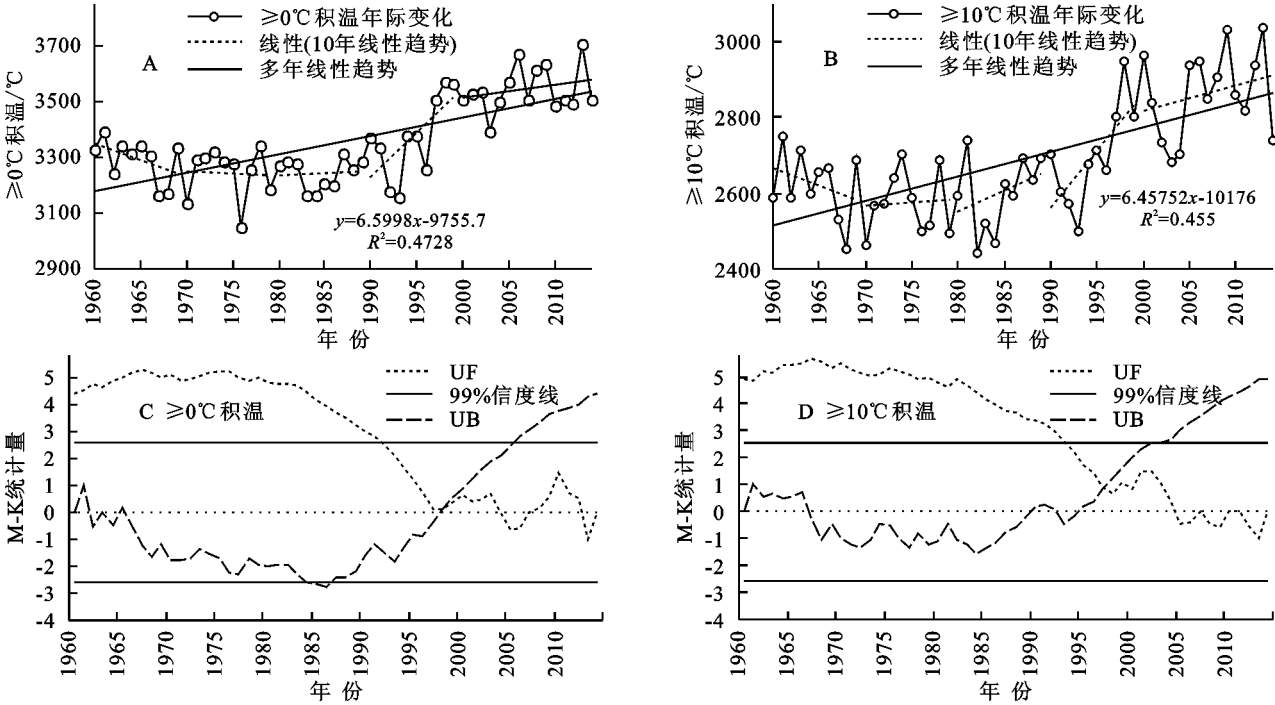 A
≥0℃积温年际变化
线性(10年线性趋势)
多年线性趋势
≥0℃积温/℃
3700
3500
3300
3100
2900
y=6.5998x-9755.7
R²=0.4728
1960
1965
1970
1975
1980
1985
1990
1995
2000
2005
2010
年 份
B
≥10℃积温年际变化
线性(10年线性趋势)
多年线性趋势
≥10℃积温/℃
3000
2800
2600
2400
y=6.45752x-10176
R²=0.455
1960
1965
1970
1975
1980
1985
1990
1995
2000
2005
2010
年 份
C ≥0℃积温
UF
99%信度线
UB
M-K统计量
5
4
3
2
1
0
-1
-2
-3
-4
1960
1965
1970
1975
1980
1985
1990
1995
2000
2005
2010
年 份
D ≥10℃积温
UF
99%信度线
UB
M-K统计量
5
4
3
2
1
0
-1
-2
-3
-4
1960
1965
1970
1975
1980
1985
1990
1995
2000
2005
2010
年 份